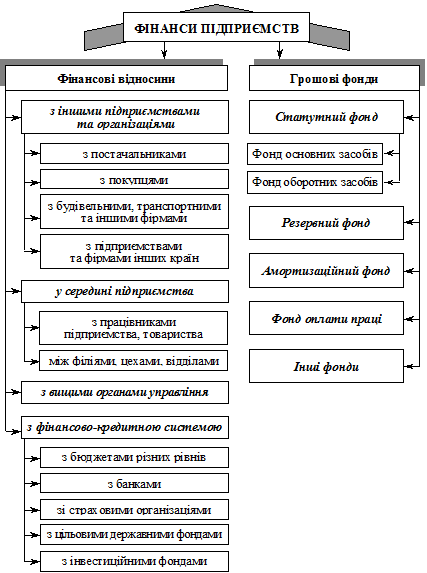 ФІНАНСИ ПІДПРИЄМСТВ
Фінансові відносини
з іншими підприємствами
та організаціями
з постачальниками
з покупцями
з будівельними, транспортними
та іншими фірмами
з підприємствами
та фірмами інших країн
у середині підприємства
з працівниками
підприємства, товариства
між філіями, цехами, відділами
з вищими органами управління
з фінансово-кредитною системою
з бюджетами різних рівнів
з банками
зі страховими організаціями
з цільовими державними фондами
з інвестиційними фондами
Грошові фонди
Статутний фонд
Фонд основних засобів
Фонд оборотних засобів
Резервний фонд
Амортизаційний фонд
Фонд оплати праці
Інші фонди